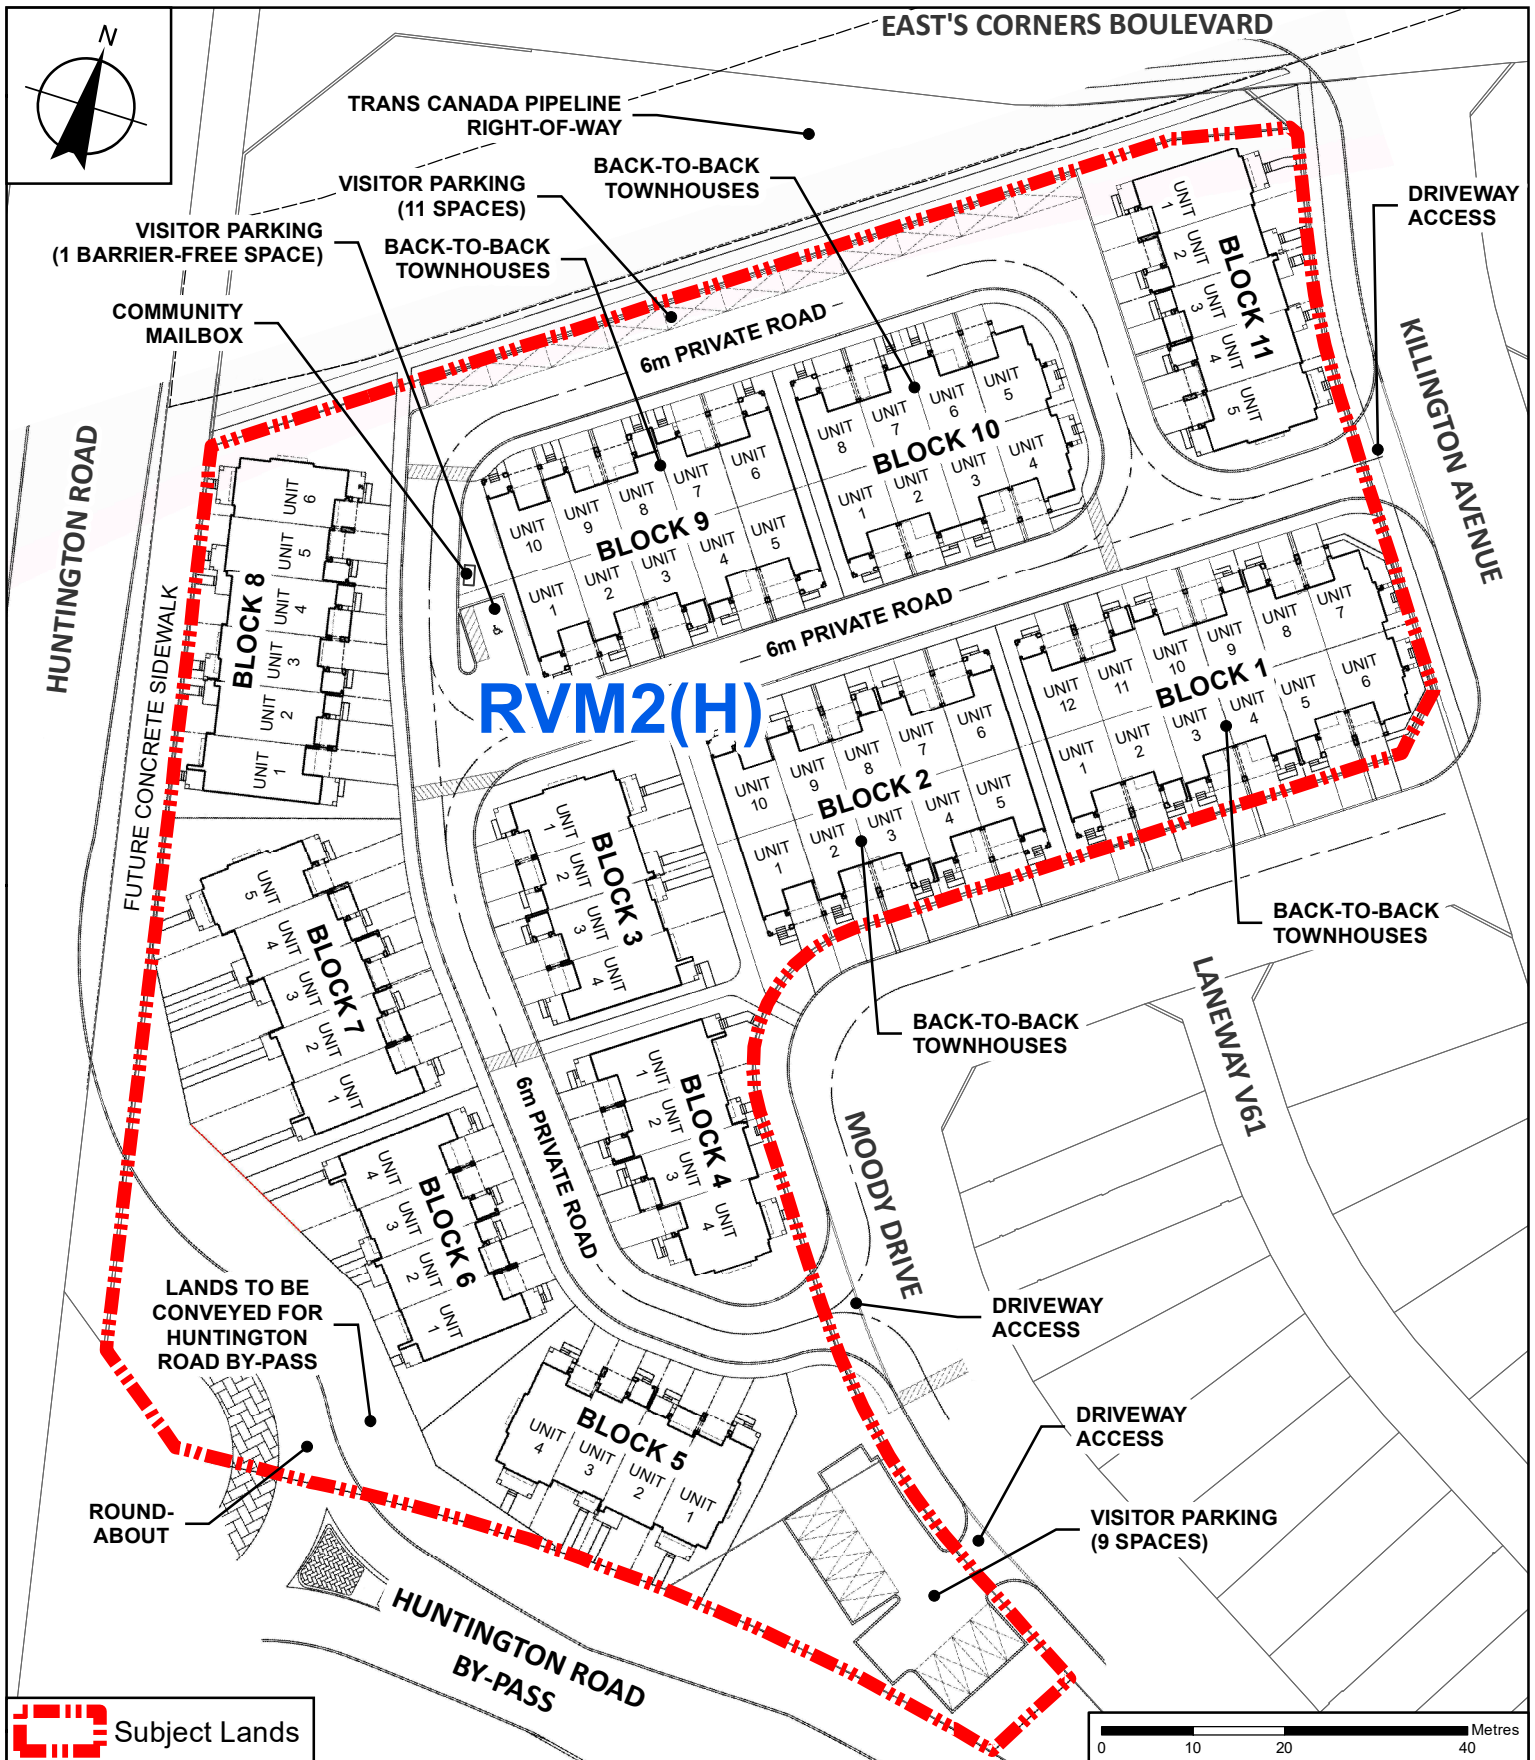 EAST'S CORNERS BOULEVARD
N
TRANS CANADA PIPELINE
RIGHT-OF-WAY
BACK-TO-BACK
TOWNHOUSES
VISITOR PARKING
(11 SPACES)
DRIVEWAY
ACCESS
VISITOR PARKING
(1 BARRIER-FREE SPACE)
BACK-TO-BACK
TOWNHOUSES
COMMUNITY
MAILBOX
6m PRIVATE ROAD
BLOCK 11
UNIT
1
UNIT
2
UNIT
3
UNIT
4
UNIT
5
KILLINGTON AVENUE
HUNTINGTON ROAD
BLOCK 10
UNIT
8
UNIT
7
UNIT
6
UNIT
5
UNIT
1
UNIT
2
UNIT
3
UNIT
4
BLOCK 9
UNIT
10
UNIT
9
UNIT
8
UNIT
7
UNIT
6
UNIT
1
UNIT
2
UNIT
3
UNIT
4
UNIT
5
BLOCK 8
UNIT
6
UNIT
5
UNIT
4
UNIT
3
UNIT
2
UNIT
1
FUTURE CONCRETE SIDEWALK
6m PRIVATE ROAD
RVM2(H)
BLOCK 1
UNIT
12
UNIT
11
UNIT
10
UNIT
9
UNIT
8
UNIT
7
UNIT
1
UNIT
2
UNIT
3
UNIT
4
UNIT
5
UNIT
6
BLOCK 2
UNIT
10
UNIT
9
UNIT
8
UNIT
7
UNIT
6
UNIT
1
UNIT
2
UNIT
3
UNIT
4
UNIT
5
BLOCK 3
UNIT
1
UNIT
2
UNIT
3
UNIT
4
BLOCK 7
UNIT
5
UNIT
4
UNIT
3
UNIT
2
UNIT
1
BACK-TO-BACK
TOWNHOUSES
BACK-TO-BACK
TOWNHOUSES
LANEWAY V61
BLOCK 4
UNIT
1
UNIT
2
UNIT
3
UNIT
4
6m PRIVATE ROAD
MOODY DRIVE
BLOCK 6
UNIT
4
UNIT
3
UNIT
2
UNIT
1
LANDS TO BE
CONVEYED FOR
HUNTINGTON
ROAD BY-PASS
DRIVEWAY
ACCESS
BLOCK 5
UNIT
4
UNIT
3
UNIT
2
UNIT
1
DRIVEWAY
ACCESS
ROUND-
ABOUT
VISITOR PARKING
(9 SPACES)
HUNTINGTON ROAD
BY-PASS
Subject Lands
Metres
0 10 20 40